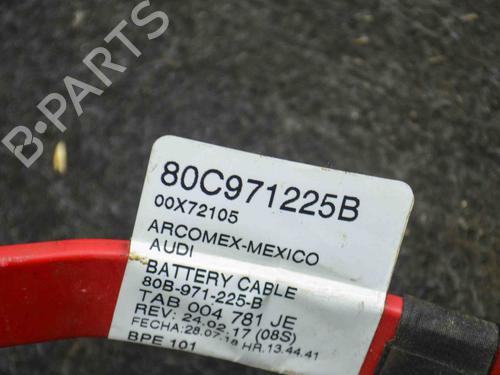 B-PARTS
80C971225B
00X72105
ARCOMEX-MEXICO
AUDI
BATTERY CABLE
80B-971-225-B
TAB 004 781 JE
REV: 24.02.17 (08S)
FECHA:28.07.18 HR.13.44.41
BPE 101